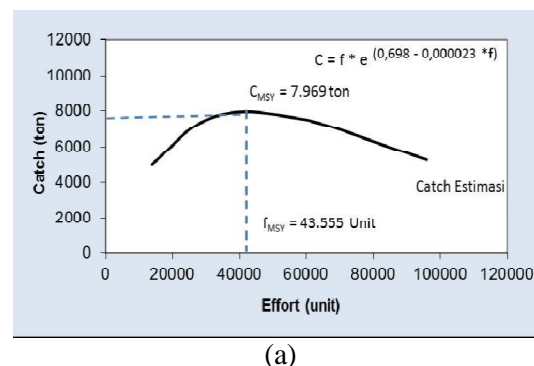 12000
10000
8000
6000
4000
2000
0
Catch (ton)
C = f * e (0,698 - 0,000023 *f)
CMSY = 7.969 ton
Catch Estimasi
fMSY = 43.555 Unit
0 20000 40000 60000 80000 100000 120000
Effort (unit)
(a)